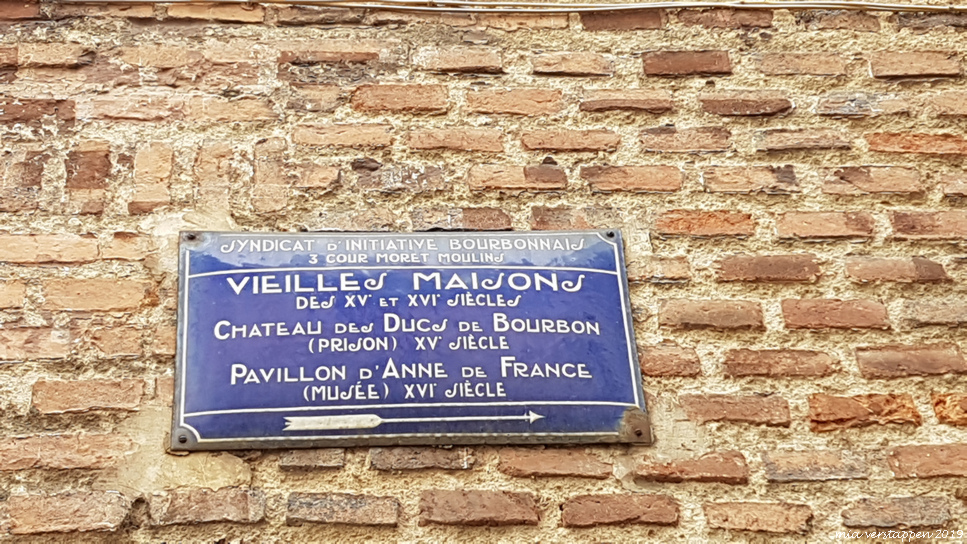 SYNDICAT D'INITIATIVE BOURBONNAIS
3 COUR MORET MOULINS
VIEILLES MAISONS
DES XVᵉ ET XVIᵉ SIÈCLES
CHATEAU DES DUCS DE BOURBON
(PRISON) XVᵉ SIÈCLE
PAVILLON D'ANNE DE FRANCE
(MUSÉE) XVIᵉ SIÈCLE
mia verstappen 2019